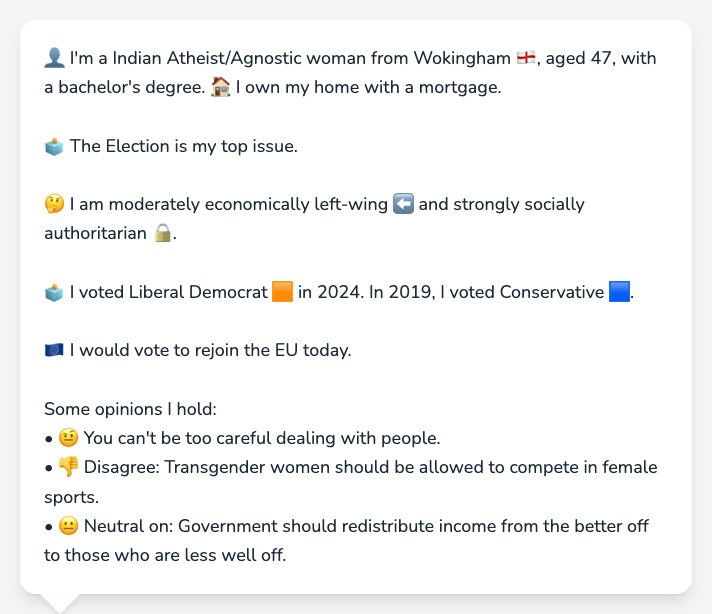 👤 I'm a Indian Atheist/Agnostic woman from Wokingham 🏴󠁧󠁢󠁥󠁮󠁧󠁿, aged 47, with
a bachelor's degree. 🏠 I own my home with a mortgage.
🗳️ The Election is my top issue.
🤔 I am moderately economically left-wing ⬅️ and strongly socially
authoritarian 🔒.
🗳️ I voted Liberal Democrat 🟧 in 2024. In 2019, I voted Conservative 🟦.
🇪🇺 I would vote to rejoin the EU today.
Some opinions I hold:
• 🤨 You can't be too careful dealing with people.
• 👎 Disagree: Transgender women should be allowed to compete in female
sports.
• 😐 Neutral on: Government should redistribute income from the better off
to those who are less well off.